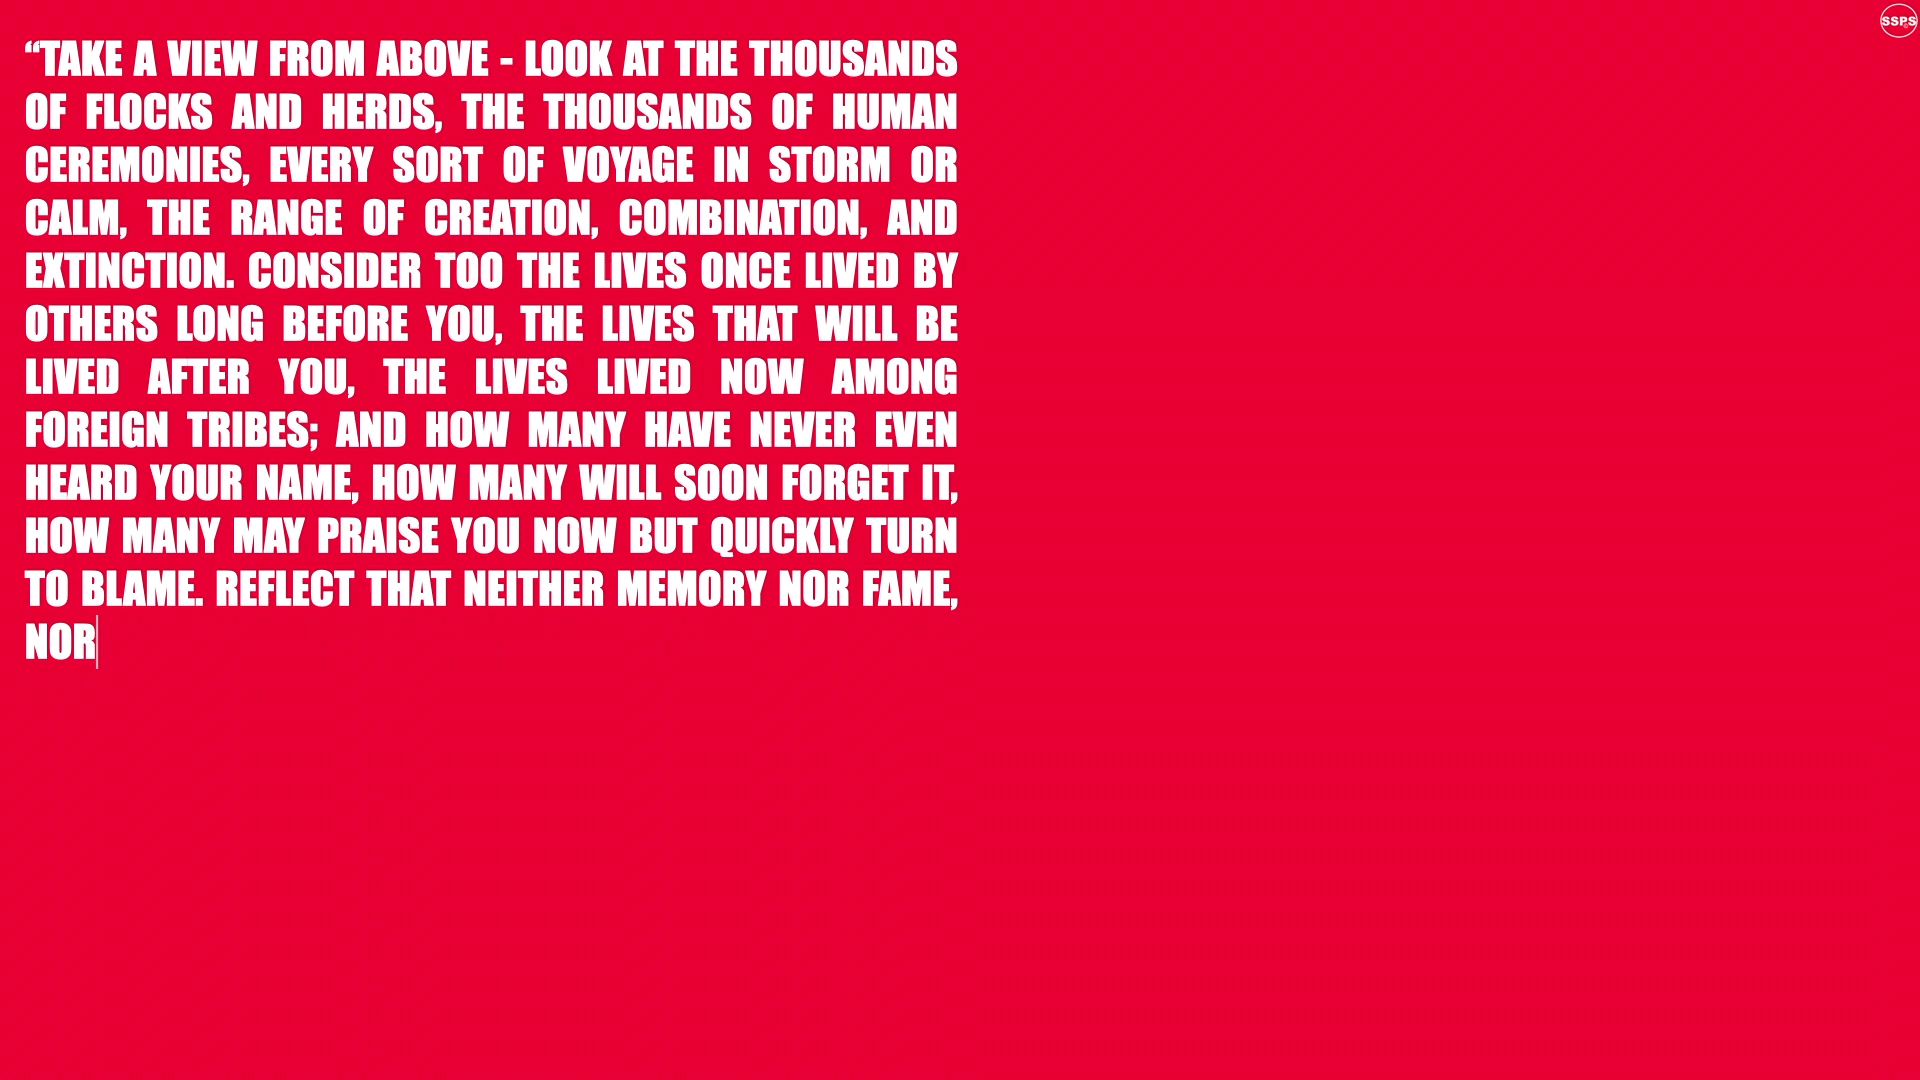 “TAKE A VIEW FROM ABOVE - LOOK AT THE THOUSANDS
OF FLOCKS AND HERDS, THE THOUSANDS OF HUMAN
CEREMONIES, EVERY SORT OF VOYAGE IN STORM OR
CALM, THE RANGE OF CREATION, COMBINATION, AND
EXTINCTION. CONSIDER TOO THE LIVES ONCE LIVED BY
OTHERS LONG BEFORE YOU, THE LIVES THAT WILL BE
LIVED AFTER YOU, THE LIVES LIVED NOW AMONG
FOREIGN TRIBES; AND HOW MANY HAVE NEVER EVEN
HEARD YOUR NAME, HOW MANY WILL SOON FORGET IT,
HOW MANY MAY PRAISE YOU NOW BUT QUICKLY TURN
TO BLAME. REFLECT THAT NEITHER MEMORY NOR FAME,
NOR
SSPS